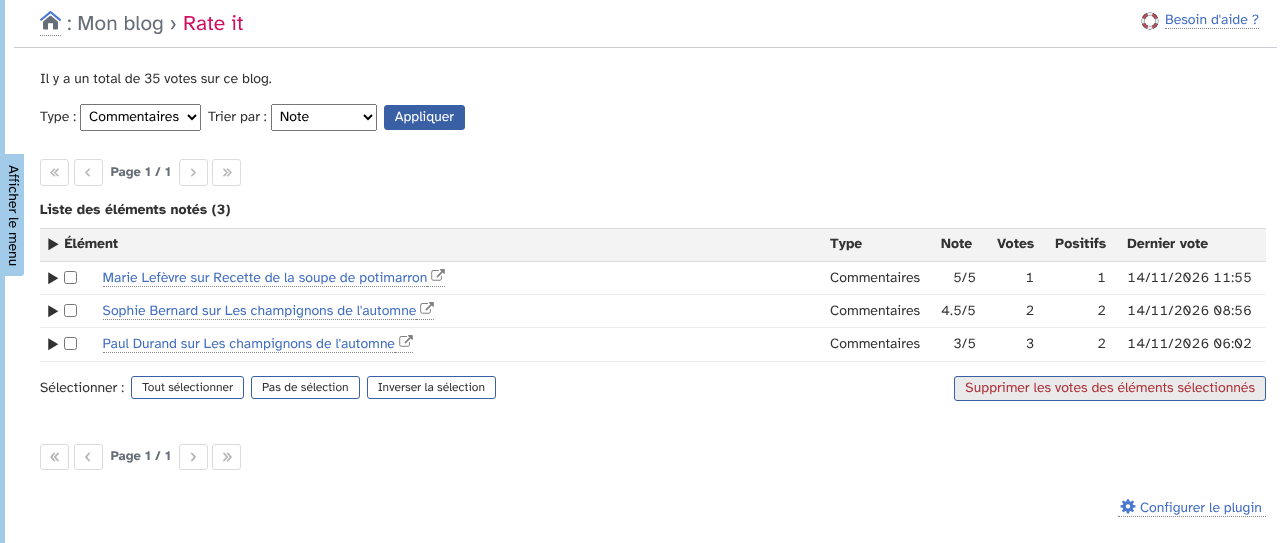 : Mon blog › Rate it
Besoin d'aide ?
Il y a un total de 35 votes sur ce blog.
Type : Commentaires Trier par : Note Appliquer
Afficher le menu
« ‹ Page 1 / 1 › »
Liste des éléments notés (3)
Élément Type Note Votes Positifs Dernier vote
Marie Lefèvre sur Recette de la soupe de potimarron Commentaires 5/5 1 1 14/11/2026 11:55
Sophie Bernard sur Les champignons de l'automne Commentaires 4.5/5 2 2 14/11/2026 08:56
Paul Durand sur Les champignons de l'automne Commentaires 3/5 3 2 14/11/2026 06:02
Sélectionner : Tout sélectionner Pas de sélection Inverser la sélection Supprimer les votes des éléments sélectionnés
« ‹ Page 1 / 1 › »
Configurer le plugin